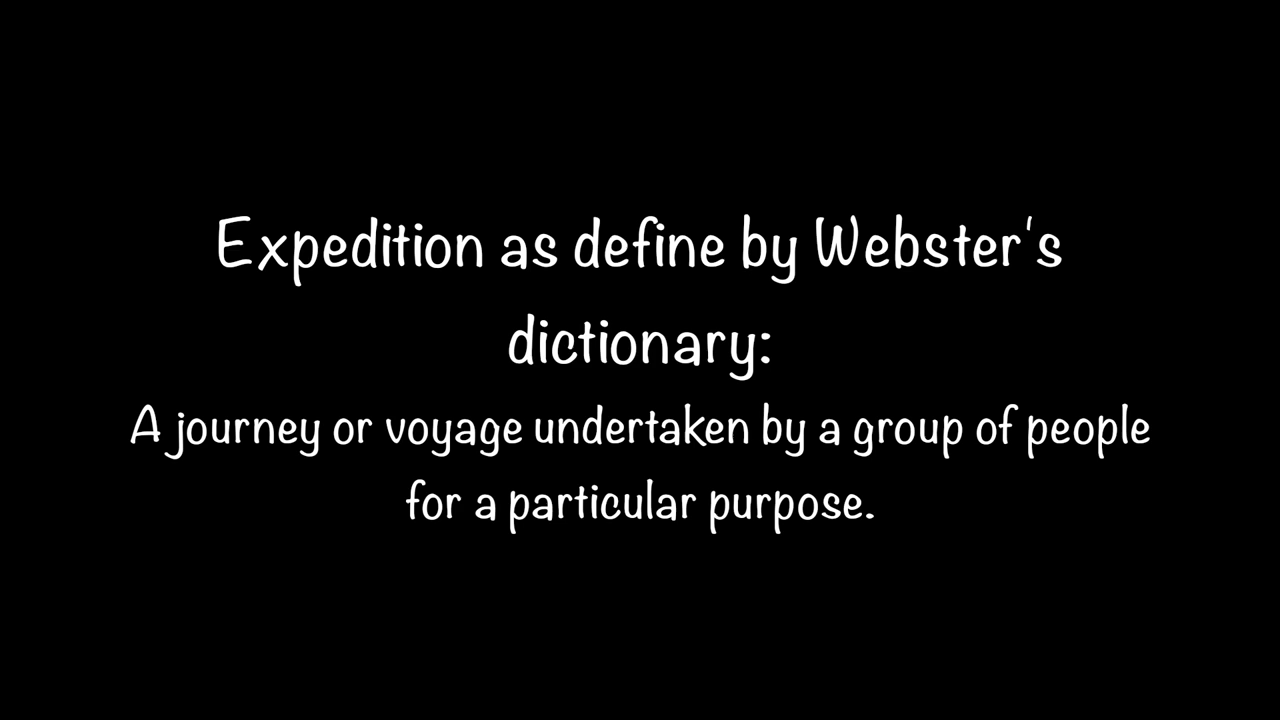 Expedition as define by Webster's
dictionary:
A journey or voyage undertaken by a group of people
for a particular purpose.